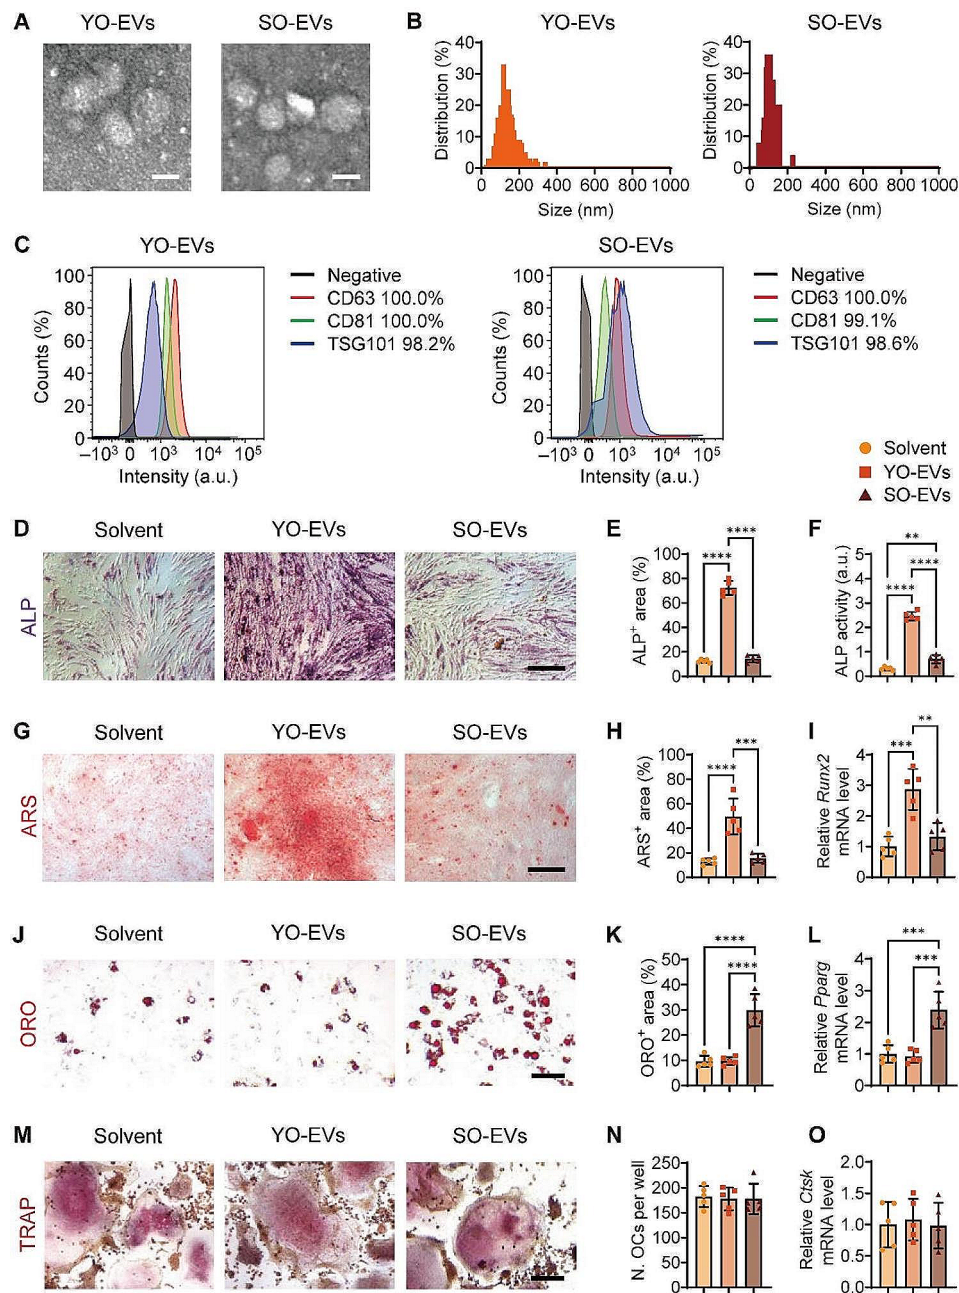 A
YO-EVs
SO-EVs
B
YO-EVs
SO-EVs
Distribution (%)
40
30
20
10
0
0 200 400 600 800 1000
Size (nm)
Distribution (%)
40
30
20
10
0
0 200 400 600 800 1000
Size (nm)
C
YO-EVs
Counts (%)
100
80
60
40
20
0
−10³ 0 10³ 10⁴ 10⁵
Intensity (a.u.)
Negative
CD63 100.0%
CD81 100.0%
TSG101 98.2%
SO-EVs
Counts (%)
100
80
60
40
20
0
−10³ 0 10³ 10⁴ 10⁵
Intensity (a.u.)
Negative
CD63 100.0%
CD81 99.1%
TSG101 98.6%
Solvent
YO-EVs
SO-EVs
D
Solvent
YO-EVs
SO-EVs
ALP
E
ALP⁺ area (%)
100
80
60
40
20
0
****
****
F
ALP activity (a.u.)
5
4
3
2
1
0
**
****
****
G
Solvent
YO-EVs
SO-EVs
ARS
H
ARS⁺ area (%)
100
80
60
40
20
0
***
****
I
Relative Runx2
mRNA level
4
3
2
1
0
**
***
J
Solvent
YO-EVs
SO-EVs
ORO
K
ORO⁺ area (%)
50
40
30
20
10
0
****
****
L
Relative Pparg
mRNA level
4
3
2
1
0
***
***
M
Solvent
YO-EVs
SO-EVs
TRAP
N
N. OCs per well
250
200
150
100
50
0
O
Relative Ctsk
mRNA level
2.0
1.5
1.0
0.5
0.0